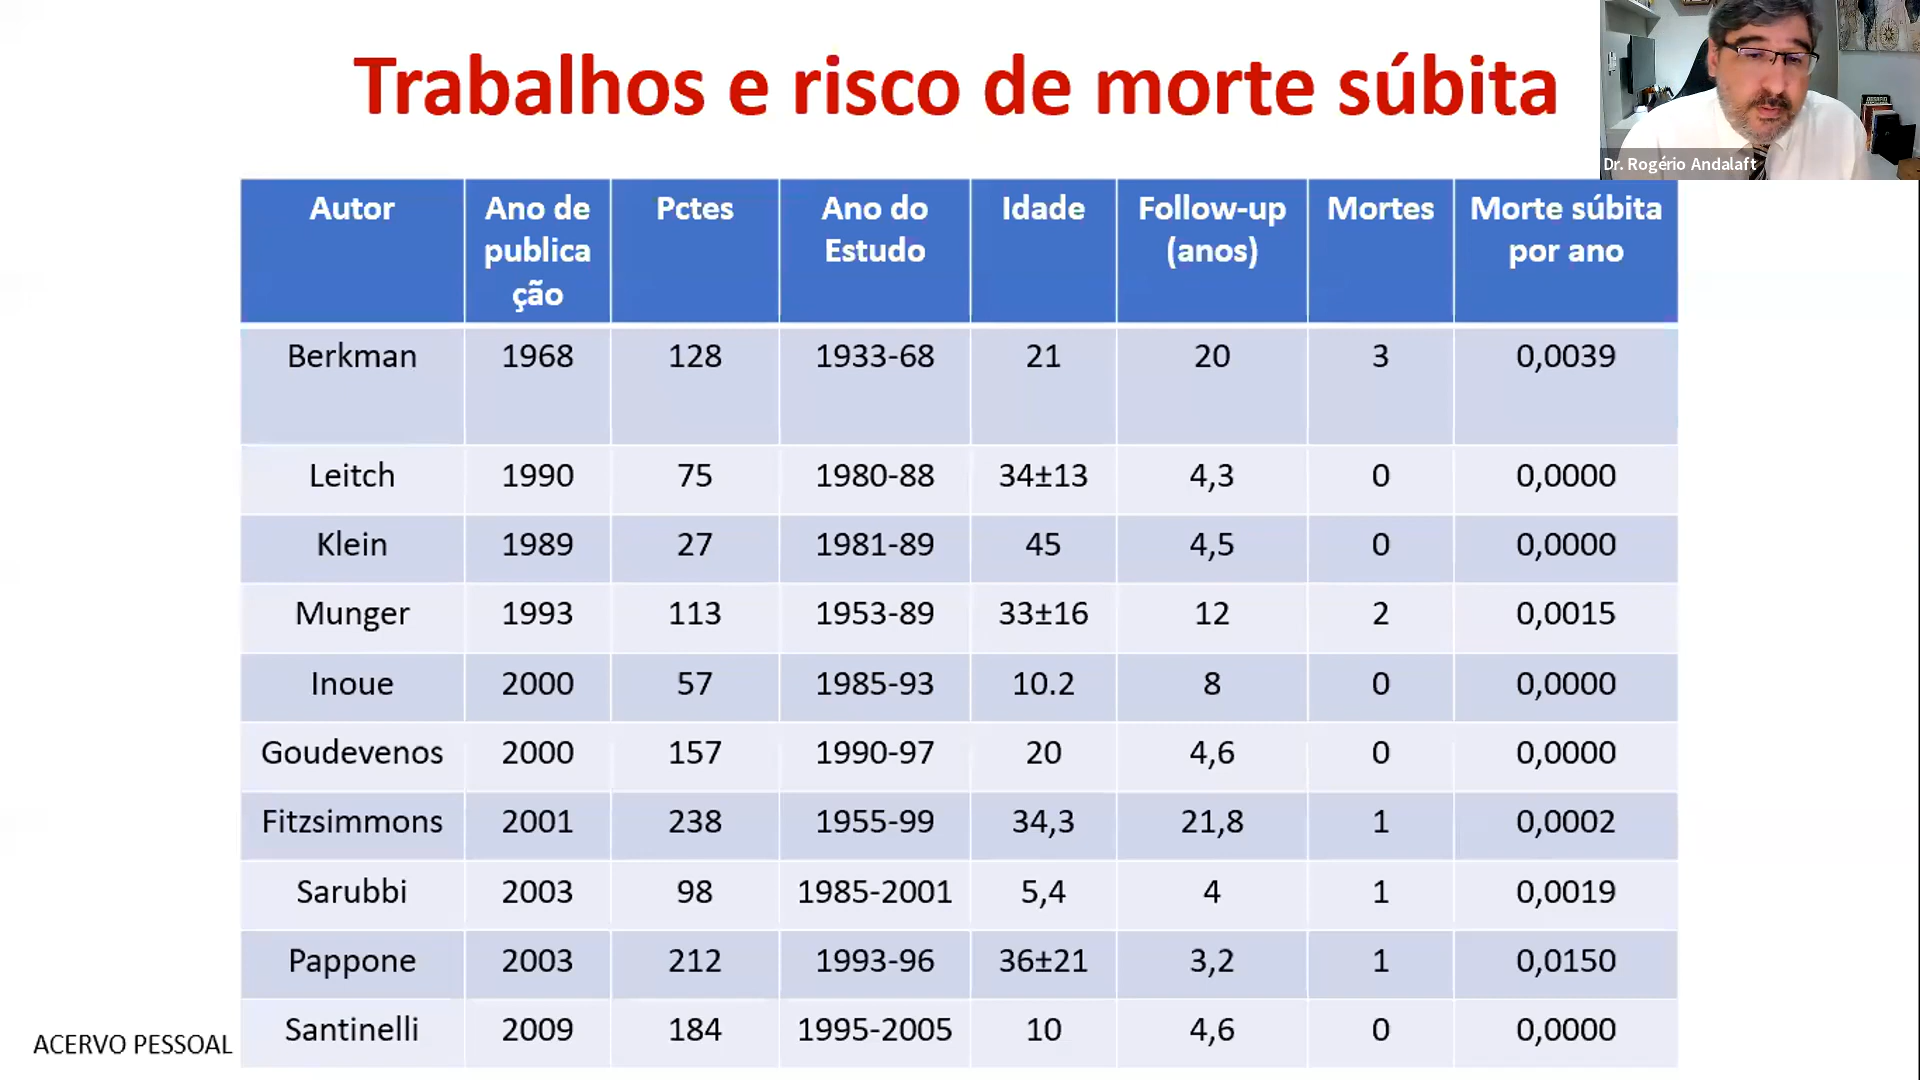 Trabalhos e risco de morte súbita
Dr. Rogério Andalaft
Autor Ano de publicação Pctes Ano do Estudo Idade Follow-up (anos) Mortes Morte súbita por ano
Berkman 1968 128 1933-68 21 20 3 0,0039
Leitch 1990 75 1980-88 34±13 4,3 0 0,0000
Klein 1989 27 1981-89 45 4,5 0 0,0000
Munger 1993 113 1953-89 33±16 12 2 0,0015
Inoue 2000 57 1985-93 10.2 8 0 0,0000
Goudevenos 2000 157 1990-97 20 4,6 0 0,0000
Fitzsimmons 2001 238 1955-99 34,3 21,8 1 0,0002
Sarubbi 2003 98 1985-2001 5,4 4 1 0,0019
Pappone 2003 212 1993-96 36±21 3,2 1 0,0150
Santinelli 2009 184 1995-2005 10 4,6 0 0,0000
ACERVO PESSOAL